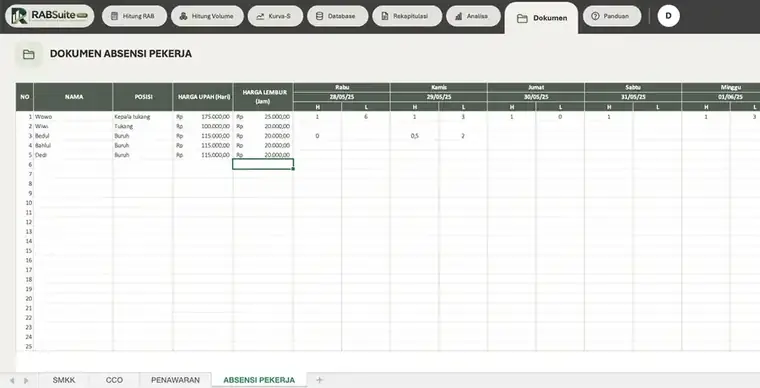 RABSuite
Hitung RAB
Hitung Volume
Kurva-S
Database
Rekapitulasi
Analisa
Dokumen
Panduan
D
DOKUMEN ABSENSI PEKERJA
NO NAMA POSISI HARGA UPAH (Hari) HARGA LEMBUR (Jam) Rabu Kamis Jumat Sabtu Minggu
28/05/25 29/05/25 30/05/25 31/05/25 01/06/25
H L H L H L H L H L
1 Wowo Kepala tukang Rp 175.000,00 Rp 25.000,00 1 6 1 3 1 0 1 1 3
2 Wiwi Tukang Rp 100.000,00 Rp 20.000,00
3 Bedul Buruh Rp 115.000,00 Rp 20.000,00 0 0,5 2
4 Bahlul Buruh Rp 115.000,00 Rp 20.000,00
5 Dedi Buruh Rp 115.000,00 Rp 20.000,00
6
7
8
9
10
11
12
13
14
15
16
17
18
19
20
21
22
23
24
25
SMKK CCO PENAWARAN ABSENSI PEKERJA +